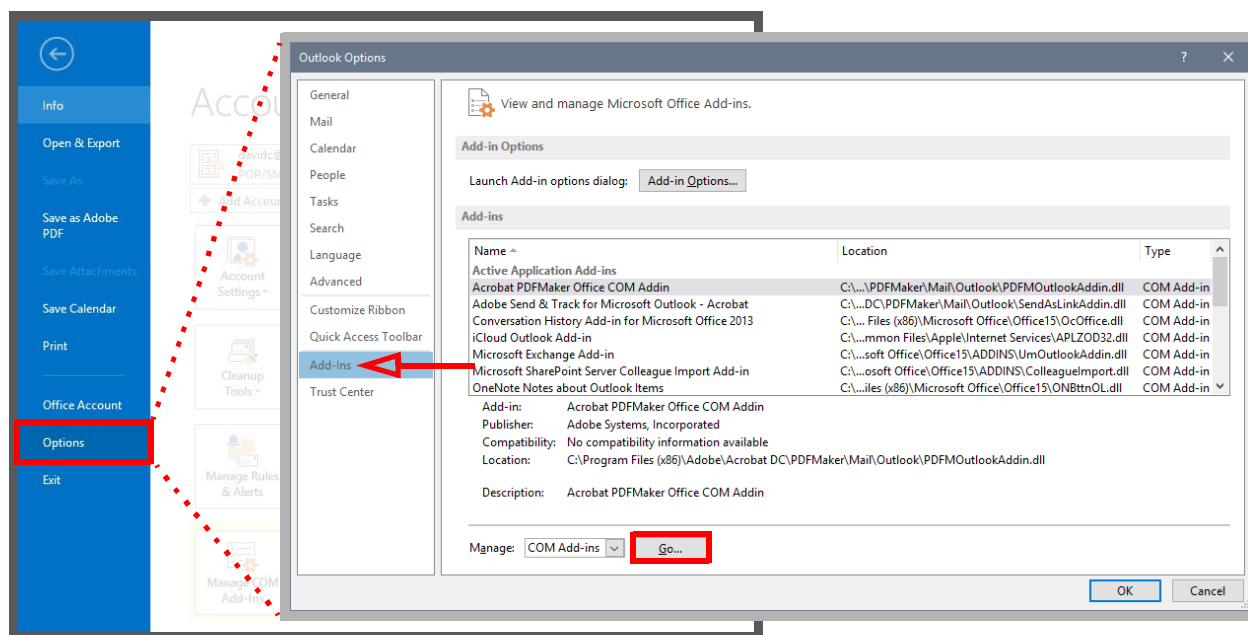 Info
Open & Export
Save As
Save as Adobe
PDF
Save Attachments
Save Calendar
Print
Office Account
Options
Exit
Accou
davidc@
POP/SM
Add Accoun
Account
Settings
Cleanup
Tools
Manage Rules
& Alerts
Manage COM
Add-Ins
Outlook Options
?
General
Mail
Calendar
People
Tasks
Search
Language
Advanced
Customize Ribbon
Quick Access Toolbar
Add-Ins
Trust Center
View and manage Microsoft Office Add-ins.
Add-in Options
Launch Add-in options dialog: Add-in Options...
Add-ins
Name Location Type
Active Application Add-ins
Acrobat PDFMaker Office COM Addin C:\...\PDFMaker\Mail\Outlook\PDFMOutlookAddin.dll COM Add-in
Adobe Send & Track for Microsoft Outlook - Acrobat C:\...DC\PDFMaker\Mail\Outlook\SendAsLinkAddin.dll COM Add-in
Conversation History Add-in for Microsoft Office 2013 C:\... Files (x86)\Microsoft Office\Office15\OcOffice.dll COM Add-in
iCloud Outlook Add-in C:\...mmon Files\Apple\Internet Services\APLZOD32.dll COM Add-in
Microsoft Exchange Add-in C:\...soft Office\Office15\ADDINS\UmOutlookAddin.dll COM Add-in
Microsoft SharePoint Server Colleague Import Add-in C:\...osoft Office\Office15\ADDINS\ColleagueImport.dll COM Add-in
OneNote Notes about Outlook Items C:\...iles (x86)\Microsoft Office\Office15\ONBttnOL.dll COM Add-in
Add-in: Acrobat PDFMaker Office COM Addin
Publisher: Adobe Systems, Incorporated
Compatibility: No compatibility information available
Location: C:\Program Files (x86)\Adobe\Acrobat DC\PDFMaker\Mail\Outlook\PDFMOutlookAddin.dll
Description: Acrobat PDFMaker Office COM Addin
Manage: COM Add-ins Go...
OK Cancel